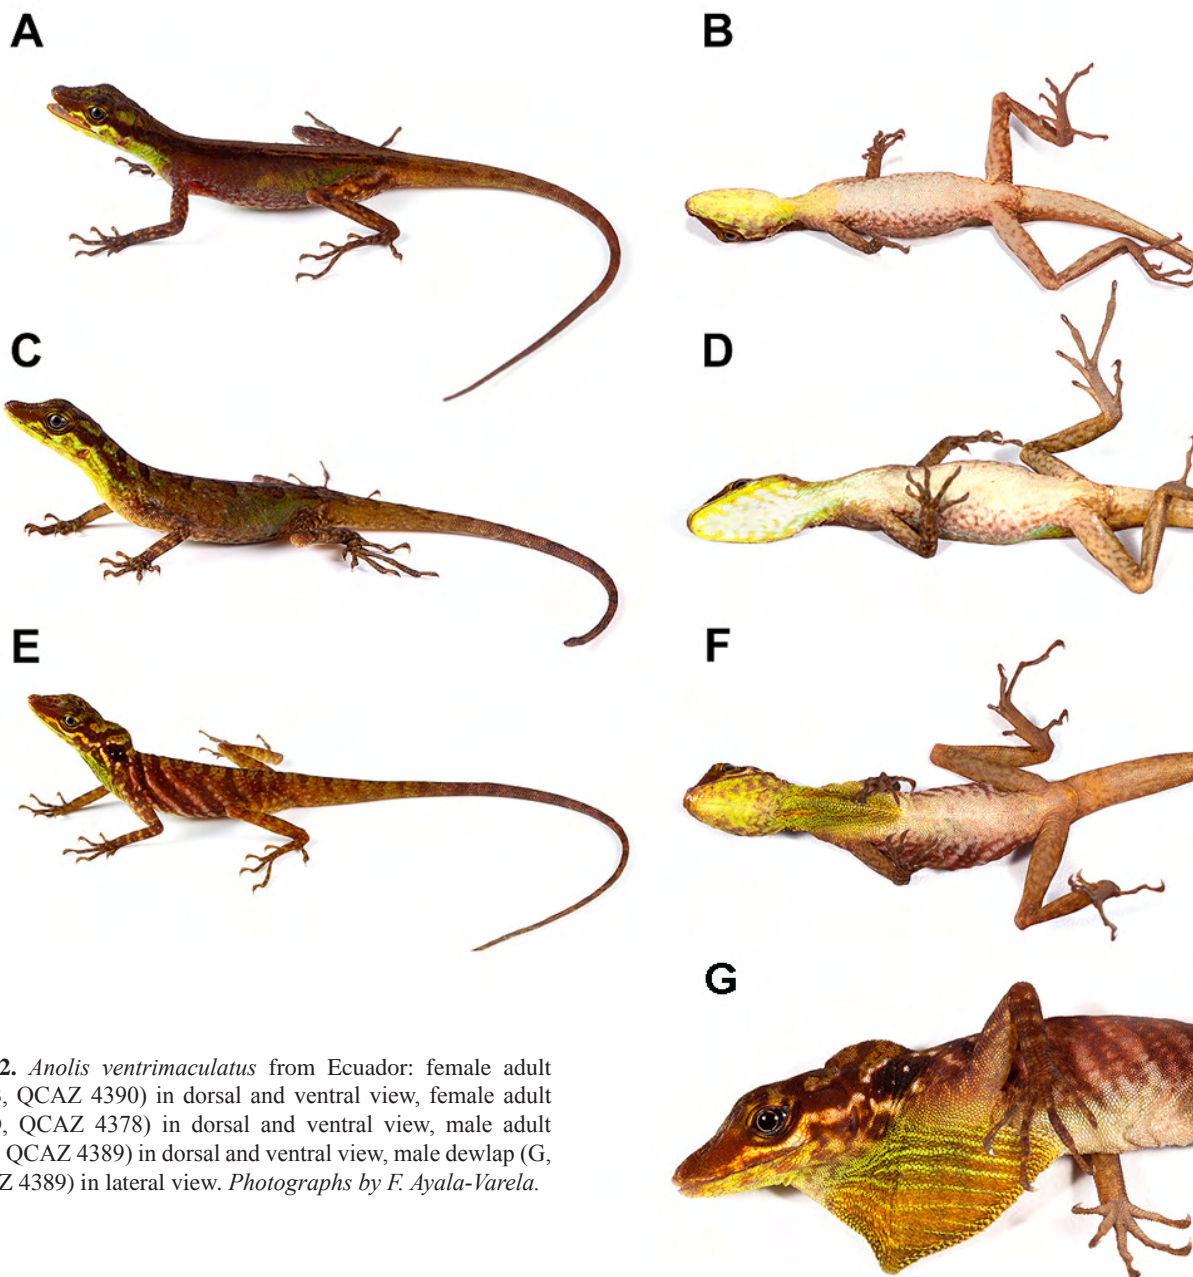 A
B
C
D
E
F
G
2. Anolis ventrimaculatus from Ecuador: female adult
, QCAZ 4390) in dorsal and ventral view, female adult
, QCAZ 4378) in dorsal and ventral view, male adult
QCAZ 4389) in dorsal and ventral view, male dewlap (G,
4389) in lateral view. Photographs by F. Ayala-Varela.